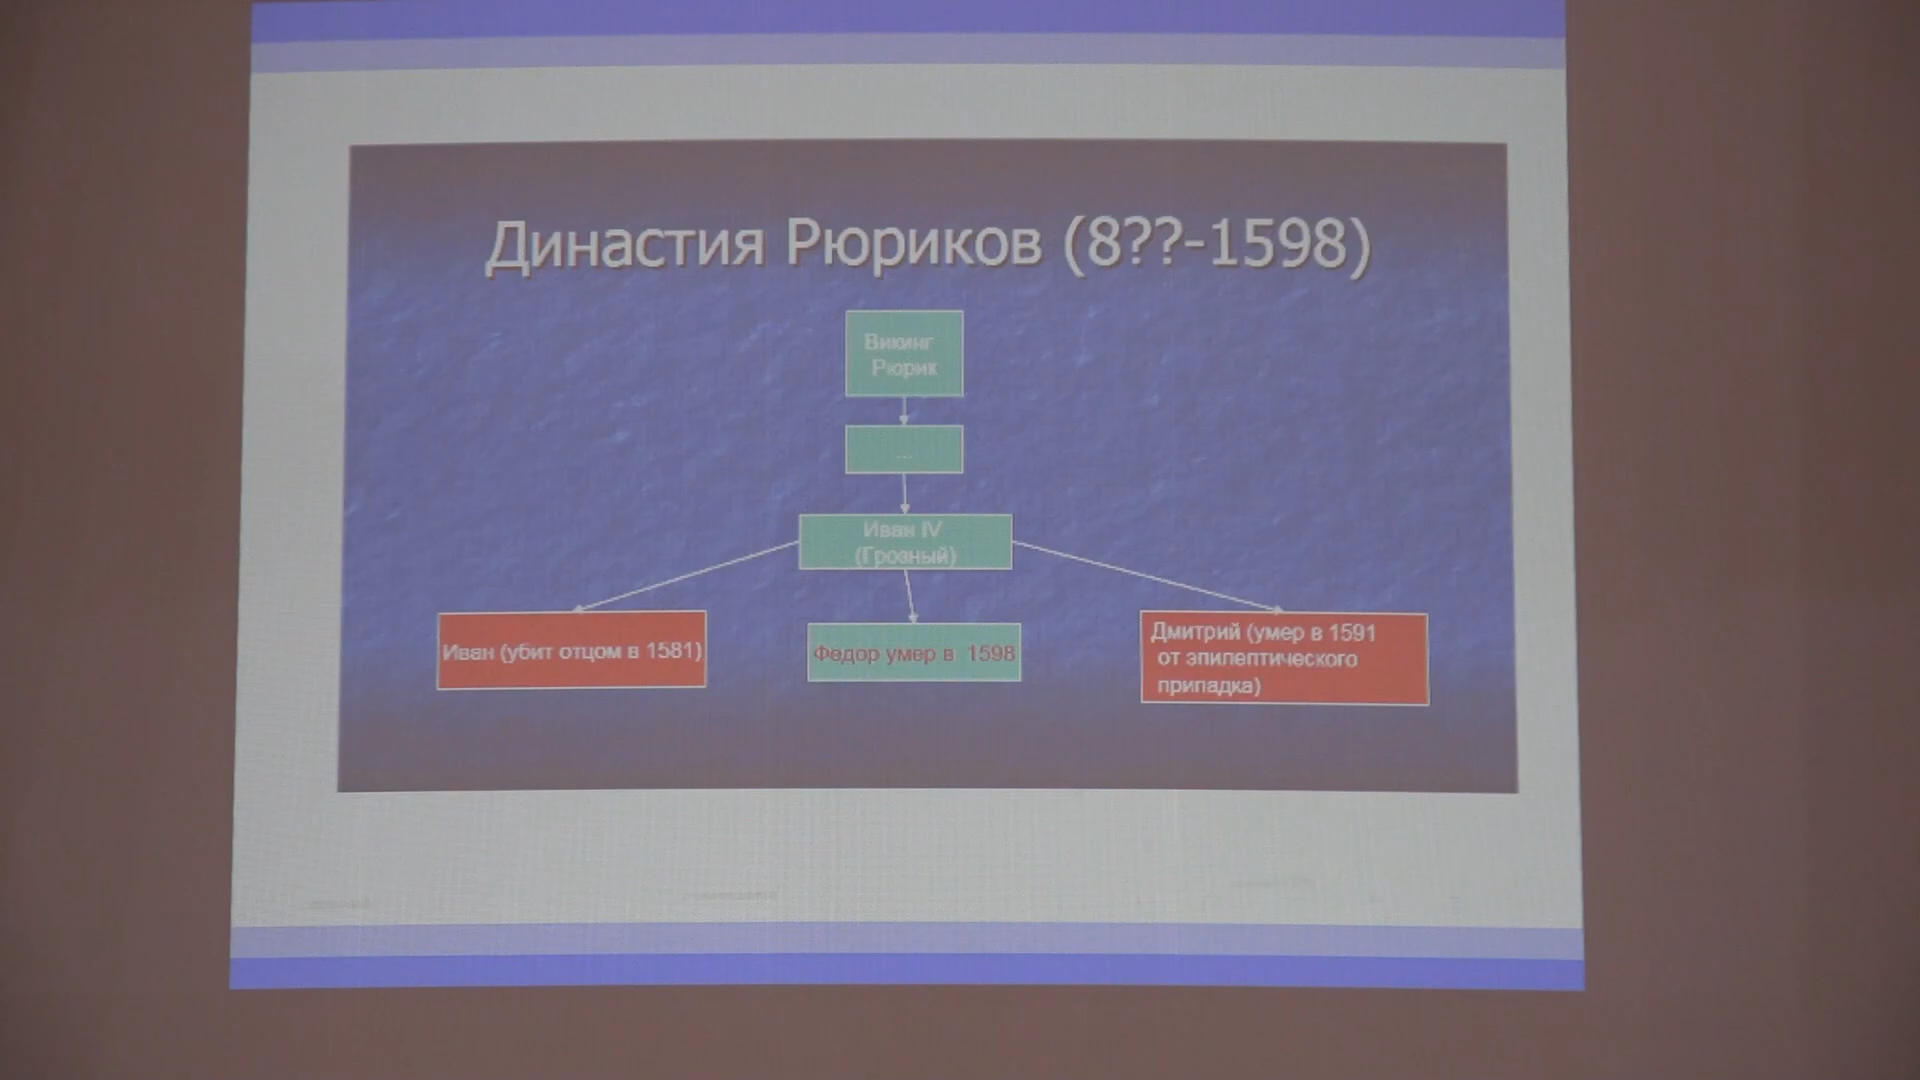 Династия Рюриков (8??-1598)
Викинг
Рюрик
...
Иван IV
(Грозный)
Иван (убит отцом в 1581)
Федор умер в 1598
Дмитрий (умер в 1591
от эпилептического
припадка)